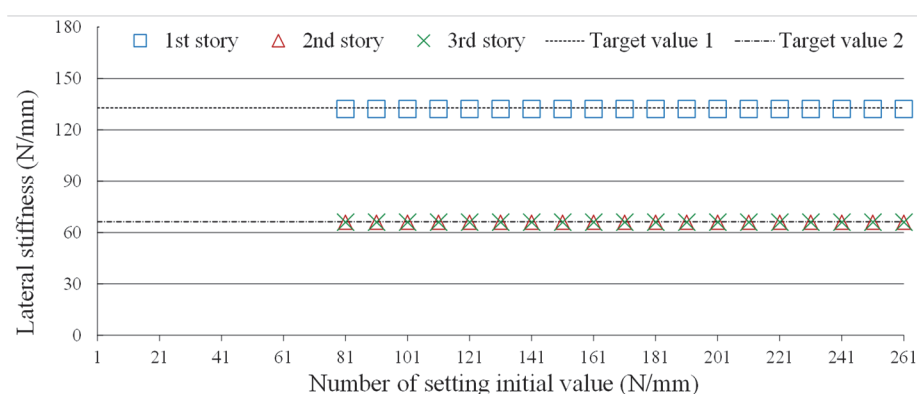 180
1st story 2nd story 3rd story Target value 1 Target value 2
150
120
90
60
30
0
Lateral stiffness (N/mm)
1 21 41 61 81 101 121 141 161 181 201 221 241 261
Number of setting initial value (N/mm)